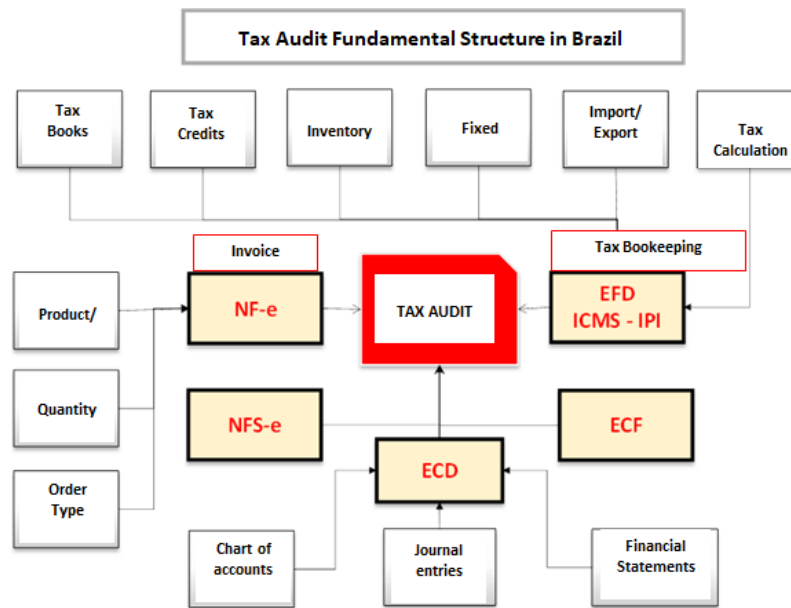 Tax Audit Fundamental Structure in Brazil
Tax
Books
Tax
Credits
Inventory
Fixed
Import/
Export
Tax
Calculation
Invoice
Tax Bookeeping
NF-e
TAX AUDIT
EFD
ICMS - IPI
Product/
Quantity
Order
Type
NFS-e
ECF
ECD
Chart of
accounts
Journal
entries
Financial
Statements